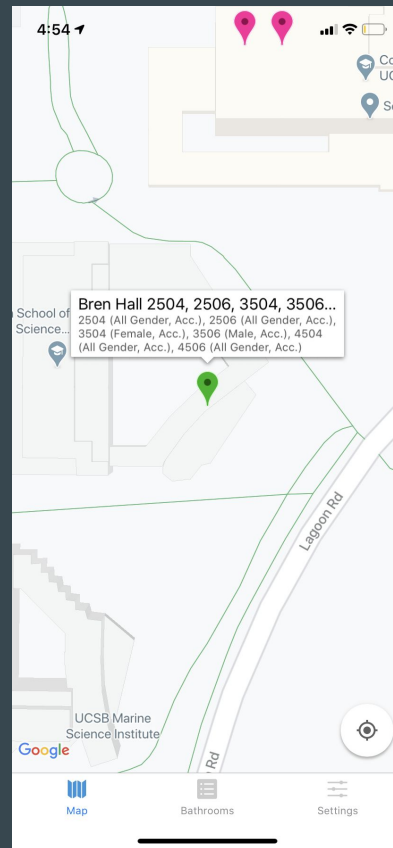 4:54
Co
UC
Se
School of
Science...
Bren Hall 2504, 2506, 3504, 3506...
2504 (All Gender, Acc.), 2506 (All Gender, Acc.),
3504 (Female, Acc.), 3506 (Male, Acc.), 4504
(All Gender, Acc.), 4506 (All Gender, Acc.)
Lagoon Rd
UCSB Marine
Science Institute
Google
Rd
Map
Bathrooms
Settings